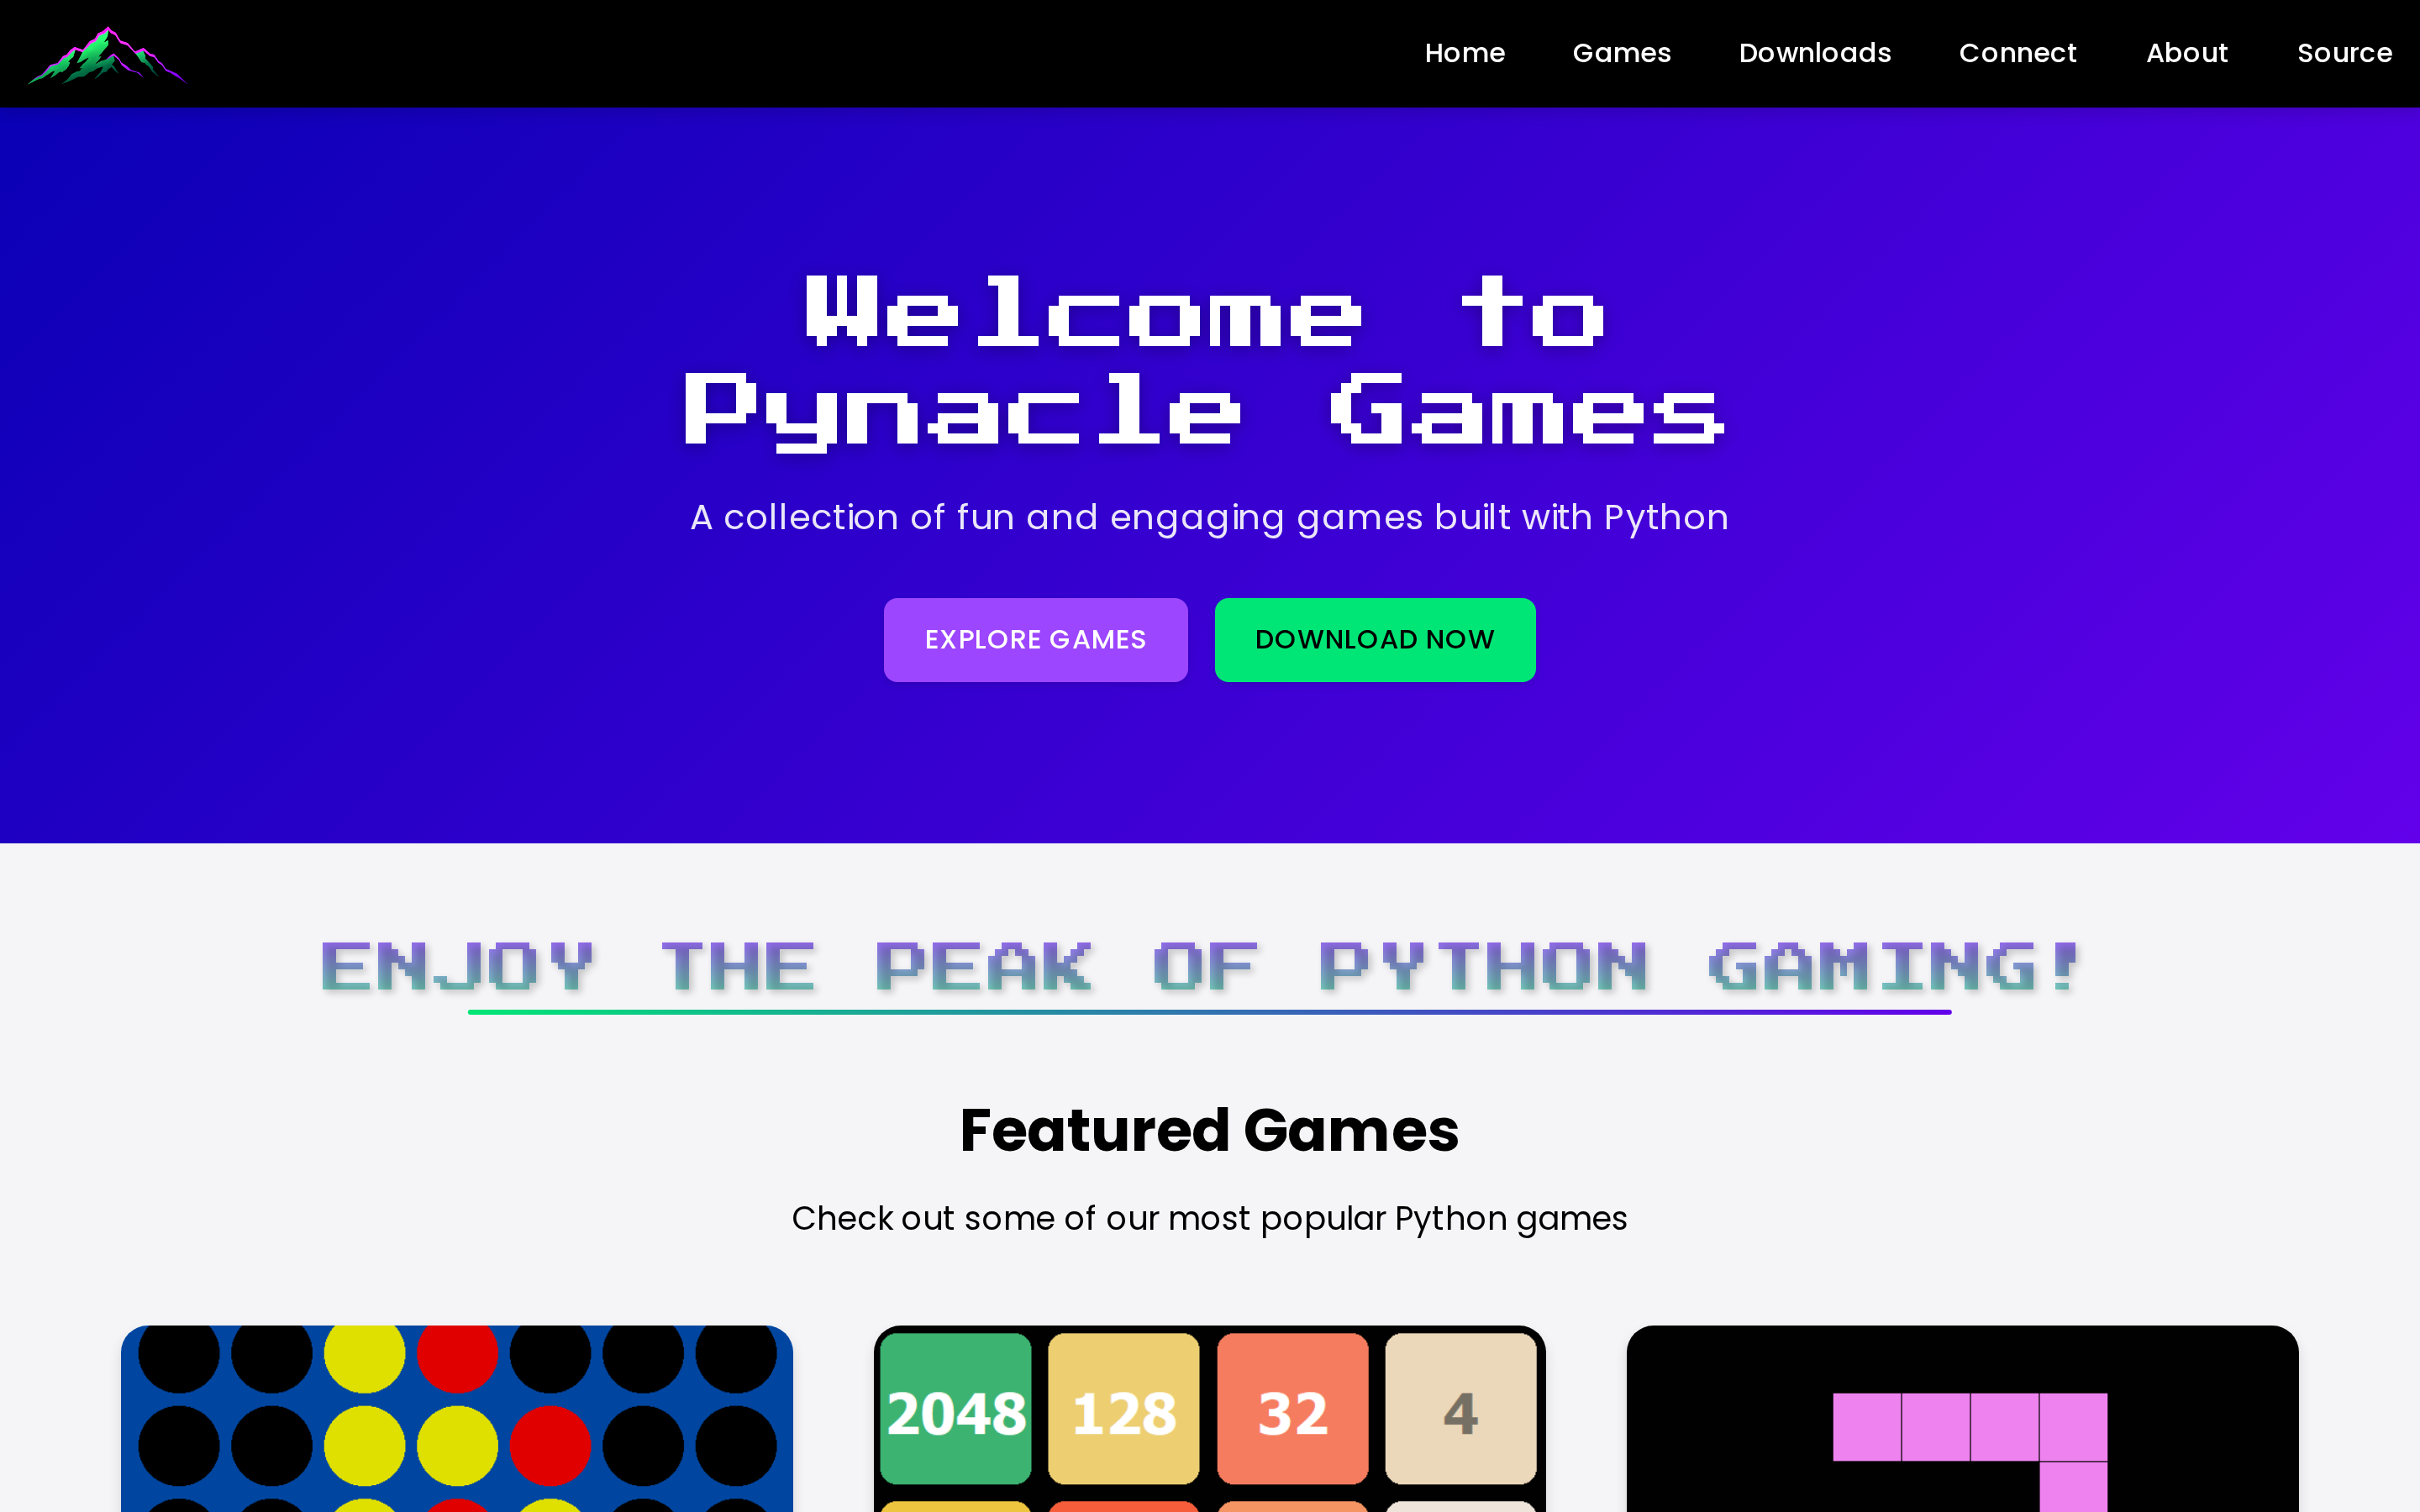 Home Games Downloads Connect About Source
Welcome to
Pynacle Games
A collection of fun and engaging games built with Python
EXPLORE GAMES DOWNLOAD NOW
ENJOY THE PEAK OF PYTHON GAMING!
Featured Games
Check out some of our most popular Python games
2048 128 32 4